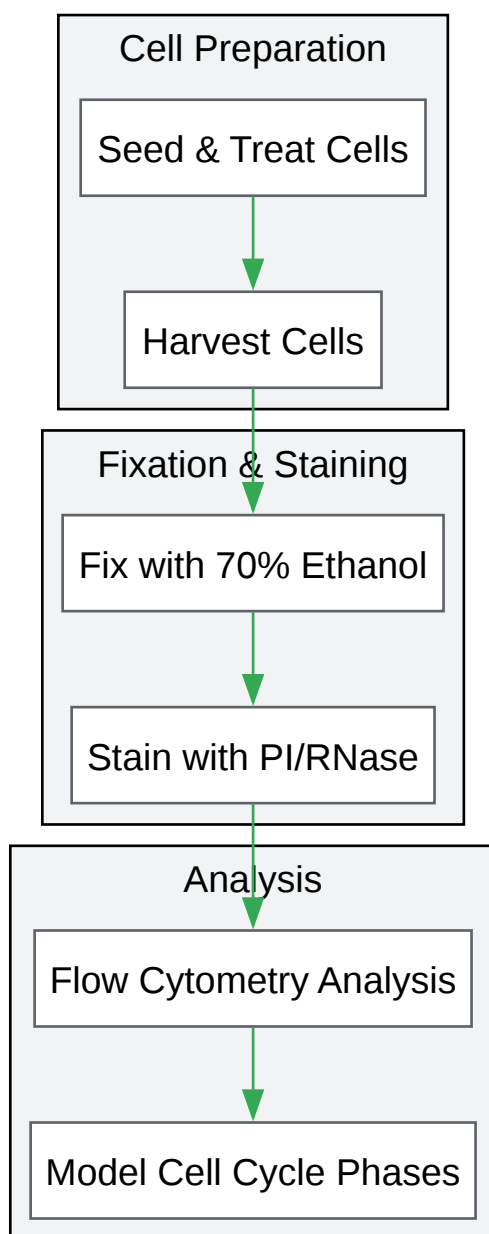 Cell Preparation
Seed & Treat Cells
Harvest Cells
Fixation & Staining
Fix with 70% Ethanol
Stain with PI/RNase
Analysis
Flow Cytometry Analysis
Model Cell Cycle Phases